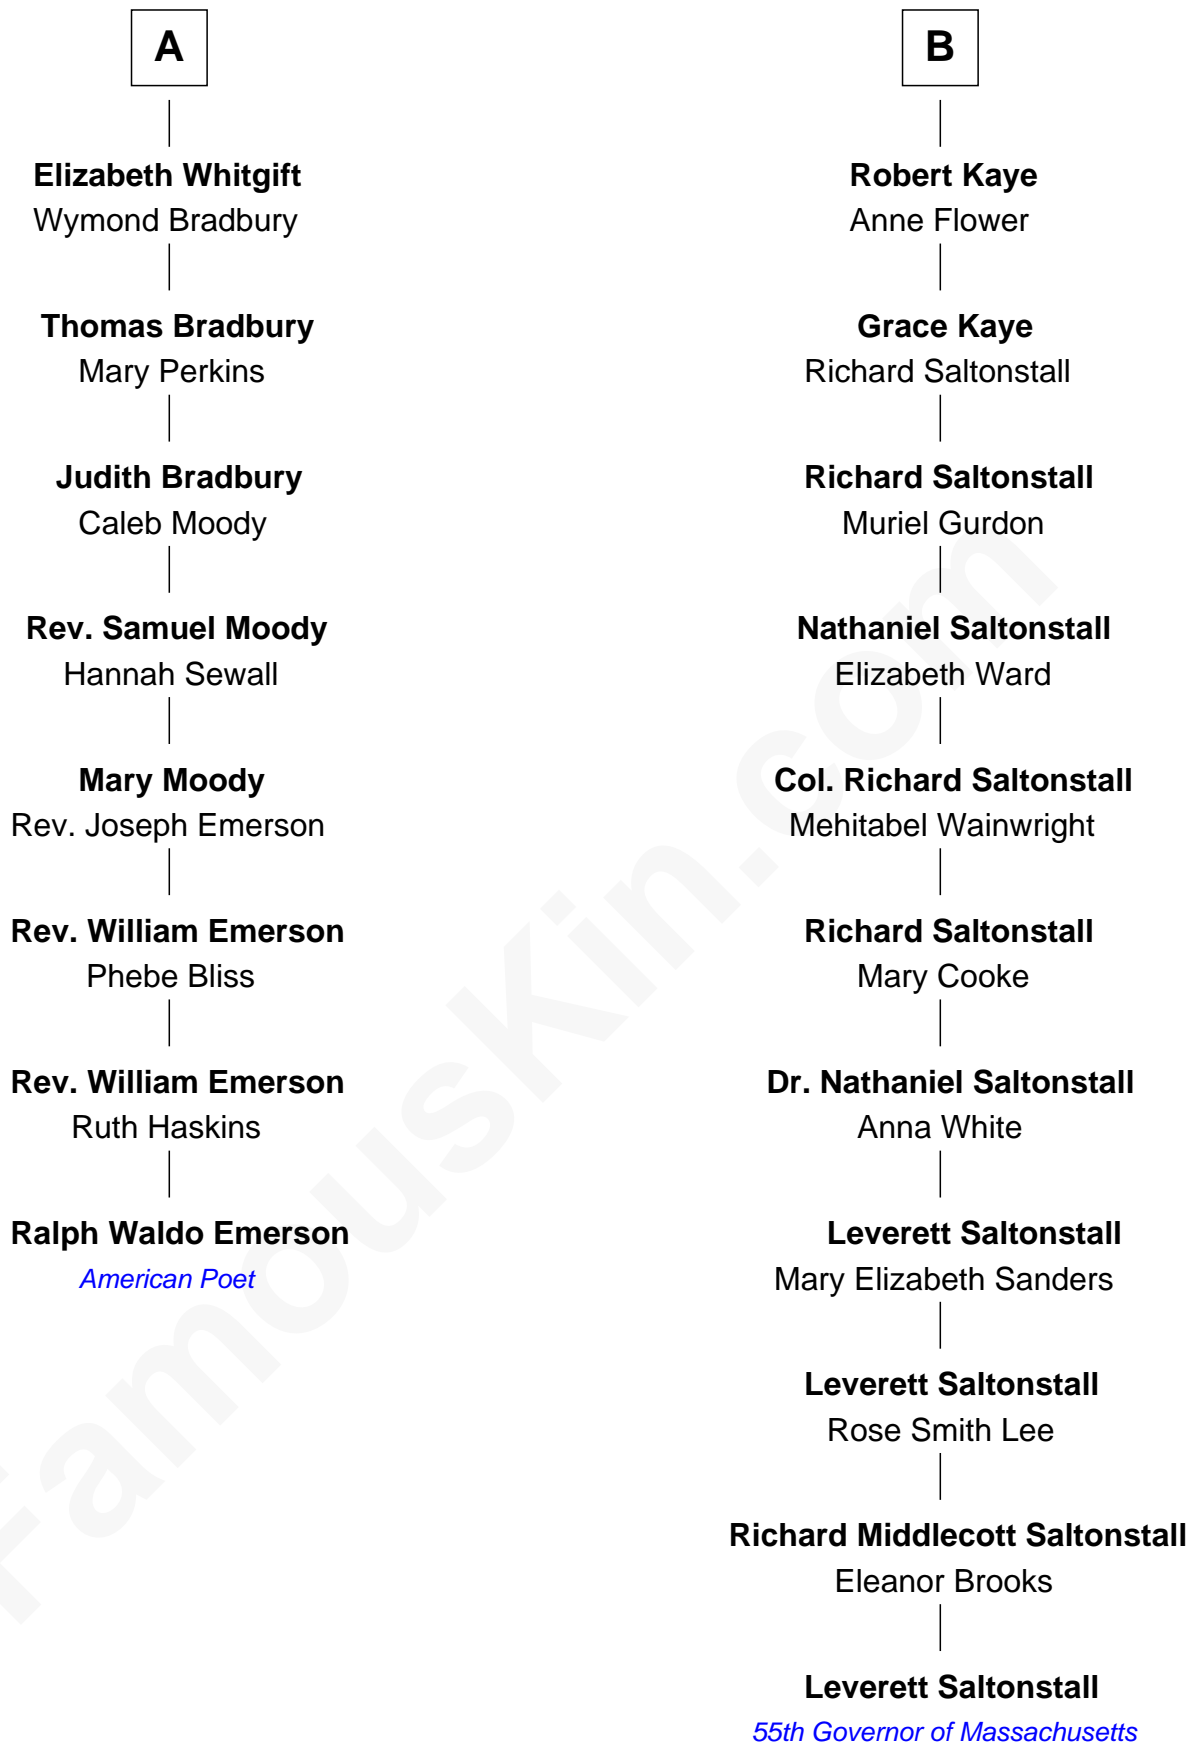 A
Elizabeth Whitgift
Wymond Bradbury
Thomas Bradbury
Mary Perkins
Judith Bradbury
Caleb Moody
Rev. Samuel Moody
Hannah Sewall
Mary Moody
Rev. Joseph Emerson
Rev. William Emerson
Phebe Bliss
Rev. William Emerson
Ruth Haskins
Ralph Waldo Emerson
American Poet
B
Robert Kaye
Anne Flower
Grace Kaye
Richard Saltonstall
Richard Saltonstall
Muriel Gurdon
Nathaniel Saltonstall
Elizabeth Ward
Col. Richard Saltonstall
Mehitabel Wainwright
Richard Saltonstall
Mary Cooke
Dr. Nathaniel Saltonstall
Anna White
Leverett Saltonstall
Mary Elizabeth Sanders
Leverett Saltonstall
Rose Smith Lee
Richard Middlecott Saltonstall
Eleanor Brooks
Leverett Saltonstall
55th Governor of Massachusetts
FamousKin.com